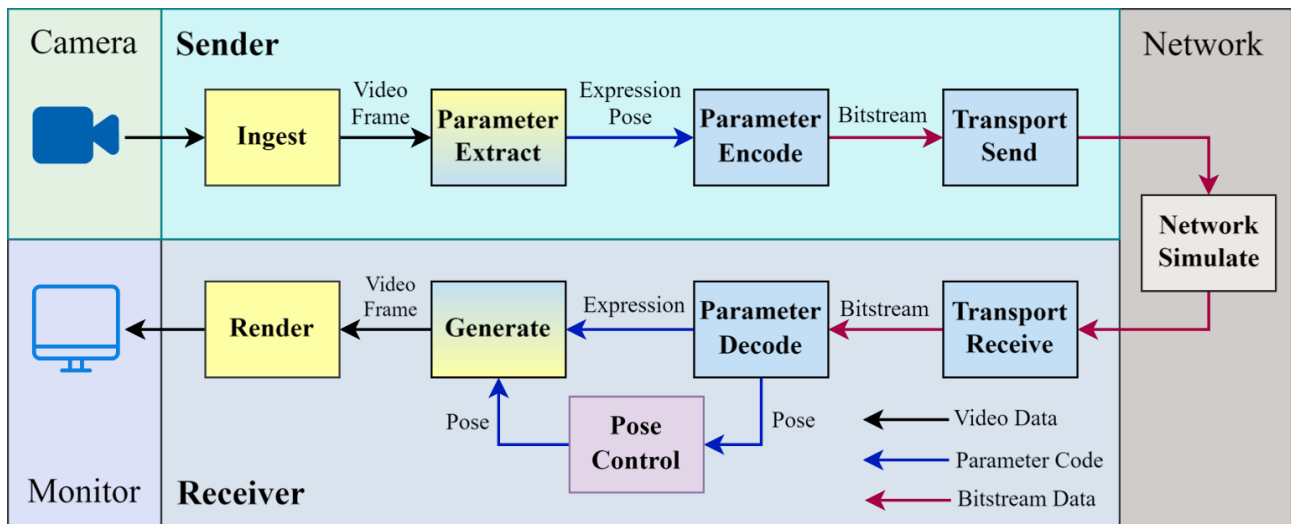 Camera
Sender
Network
Ingest
Video
Frame
Parameter
Extract
Expression
Pose
Parameter
Encode
Bitstream
Transport
Send
Network
Simulate
Render
Video
Frame
Generate
Expression
Parameter
Decode
Bitstream
Transport
Receive
Pose
Pose
Control
Pose
Video Data
Parameter Code
Bitstream Data
Monitor
Receiver